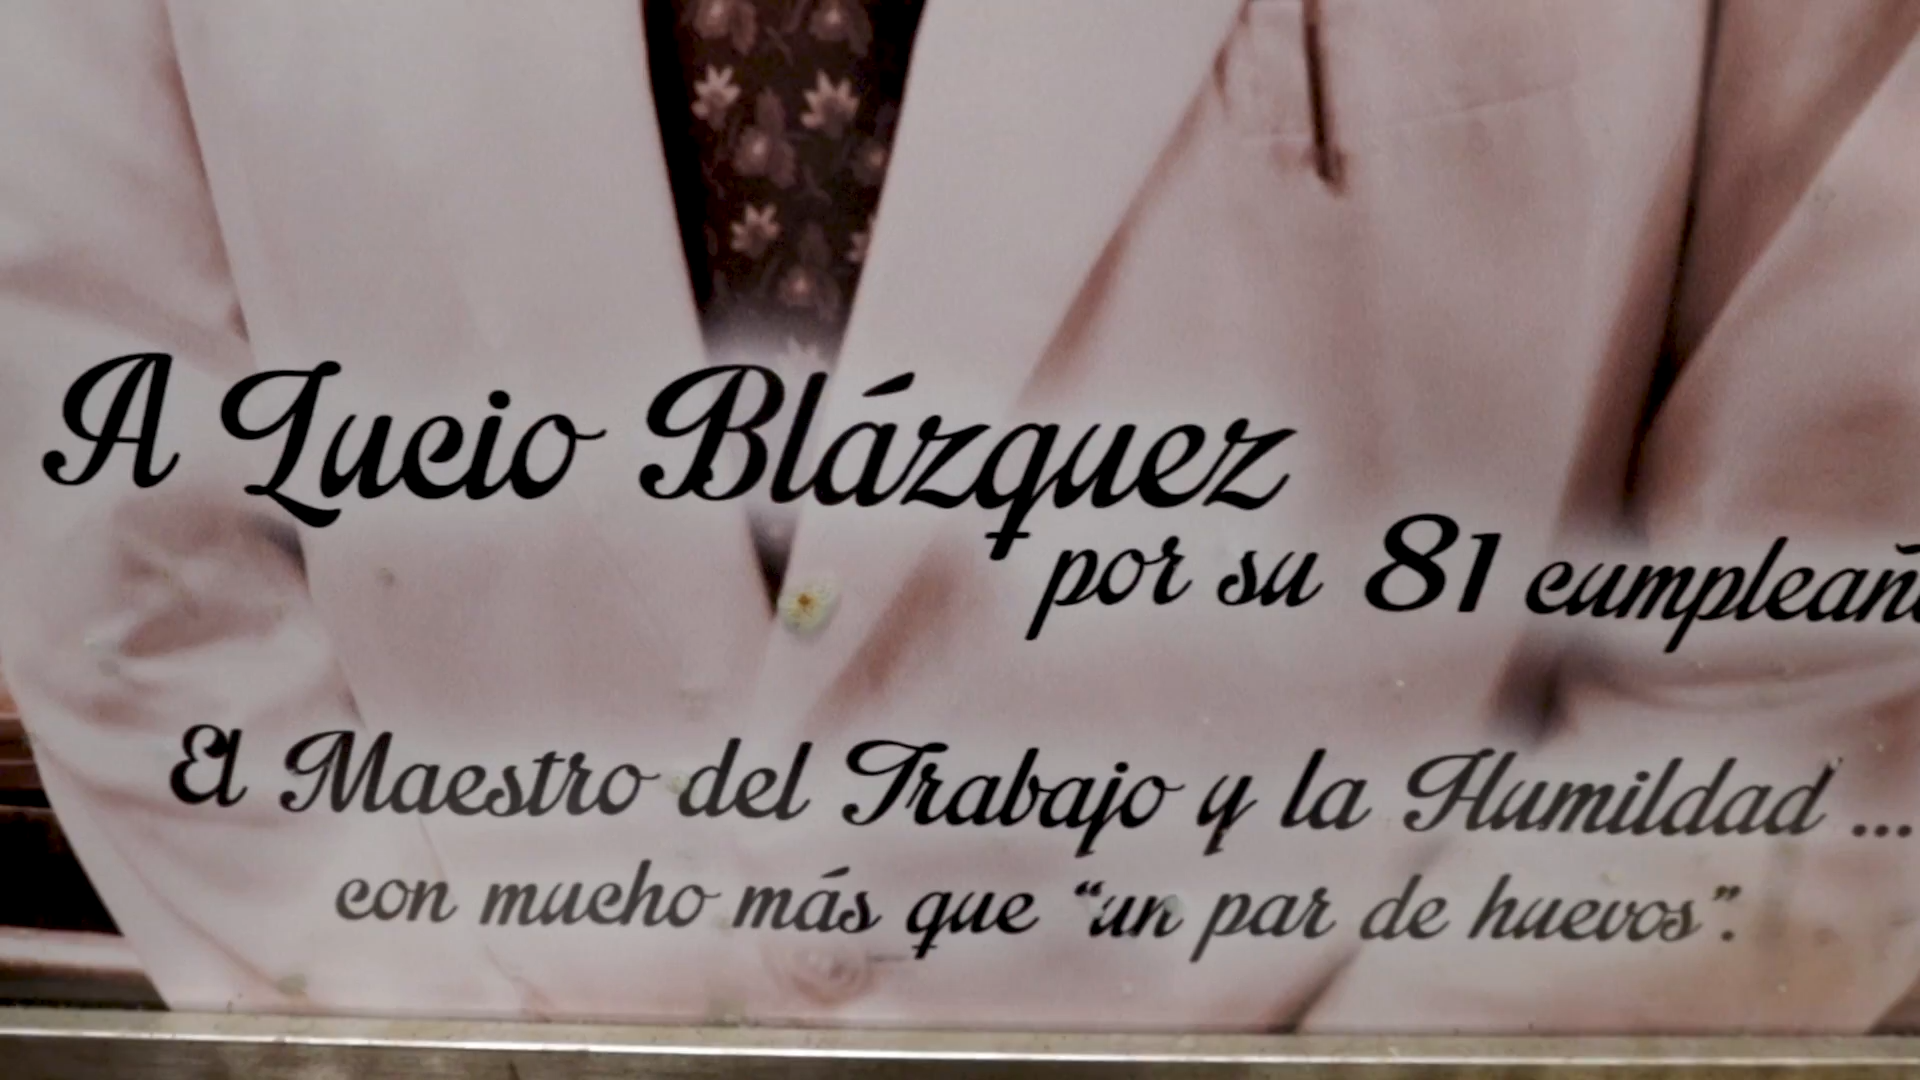 A Lucio Blázquez
por su 81 cumpleañ
El Maestro del Trabajo y la Humildad ...
con mucho más que “un par de huevos”.